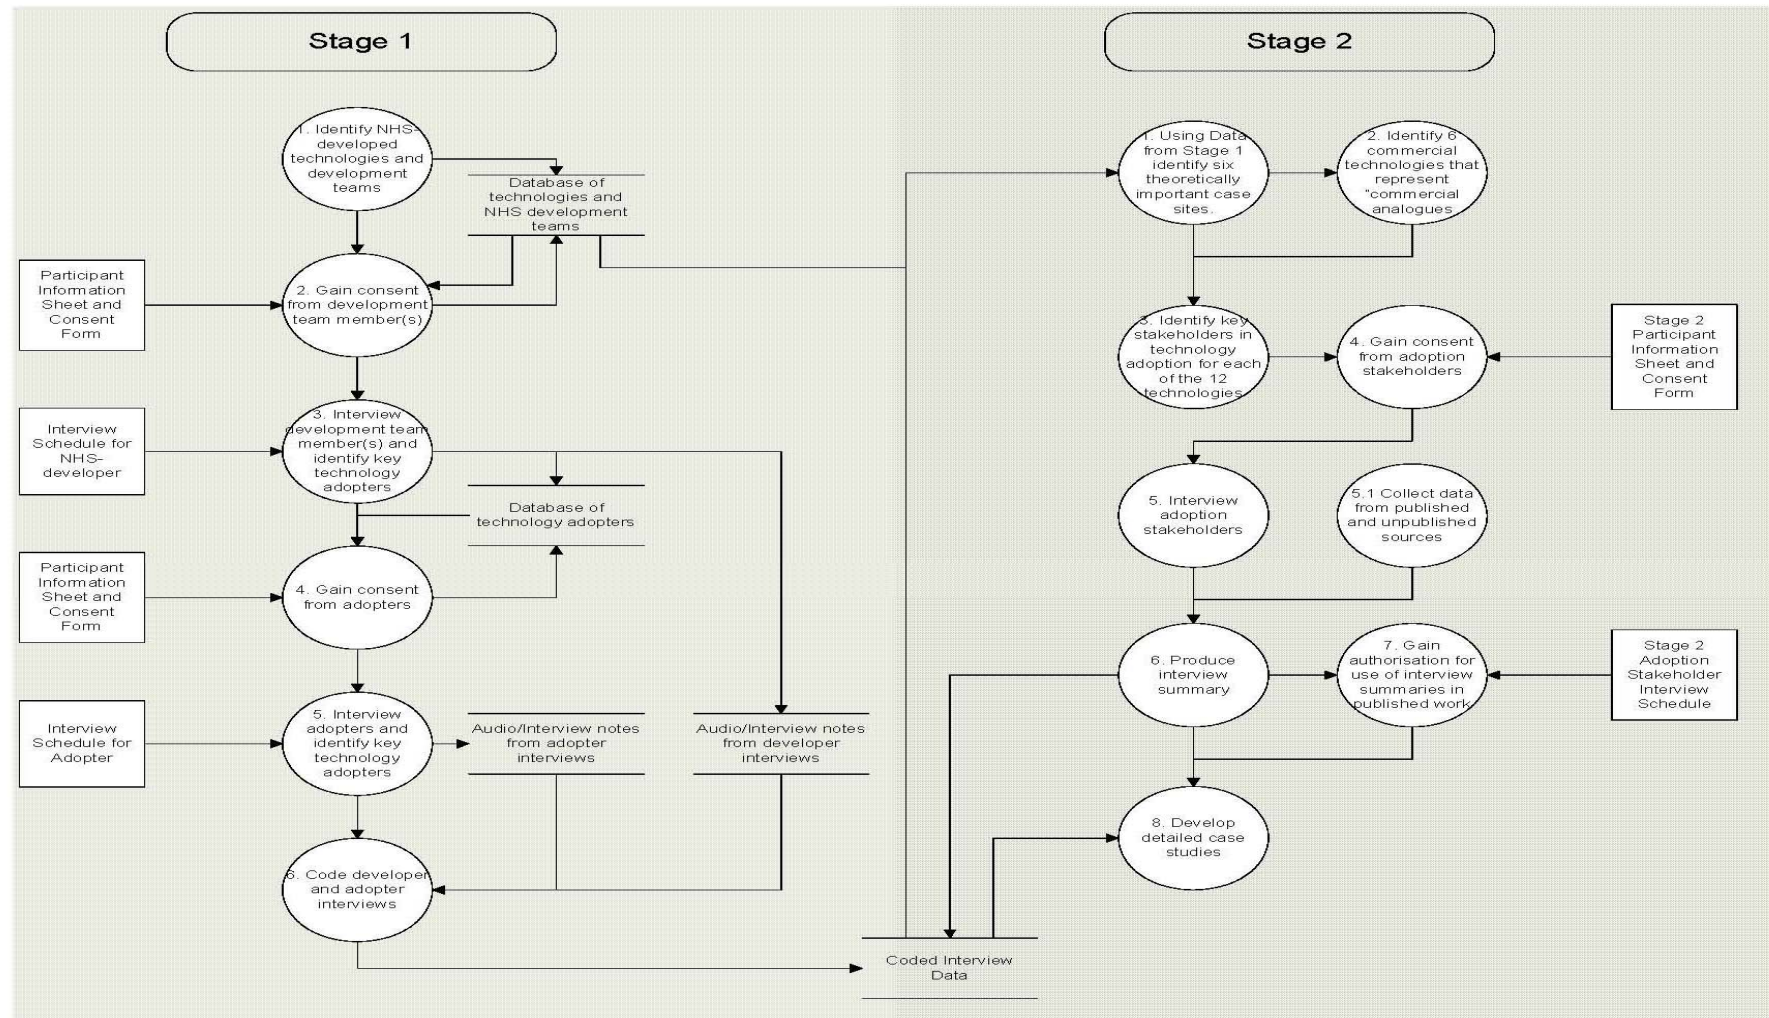 Stage 1
1. Identify NHS-
developed
technologies and
development
teams
Database of
technologies and
NHS development
teams
Participant
Information
Sheet and
Consent
Form
2. Gain consent
from development
team member(s)
Interview
Schedule for
NHS-
developer
3. Interview
development team
member(s) and
identify key
technology
adopters
Database of
technology adopters
Participant
Information
Sheet and
Consent
Form
4. Gain consent
from adopters
Interview
Schedule for
Adopter
5. Interview
adopters and
identify key
technology
adopters
Audio/Interview notes
from adopter
interviews
Audio/Interview notes
from developer
interviews
6. Code developer
and adopter
interviews
Coded Interview
Data
Stage 2
1. Using Data
from Stage 1
identify six
theoretically
important case
sites.
2. Identify 6
commercial
technologies that
represent
"commercial
analogues
3. Identify key
stakeholders in
technology
adoption for each
of the 12
technologies
4. Gain consent
from adoption
stakeholders
Stage 2
Participant
Information
Sheet and
Consent
Form
5. Interview
adoption
stakeholders
5.1 Collect data
from published
and unpublished
sources
6. Produce
interview
summary
7. Gain
authorisation for
use of interview
summaries in
published work
Stage 2
Adoption
Stakeholder
Interview
Schedule
8. Develop
detailed case
studies